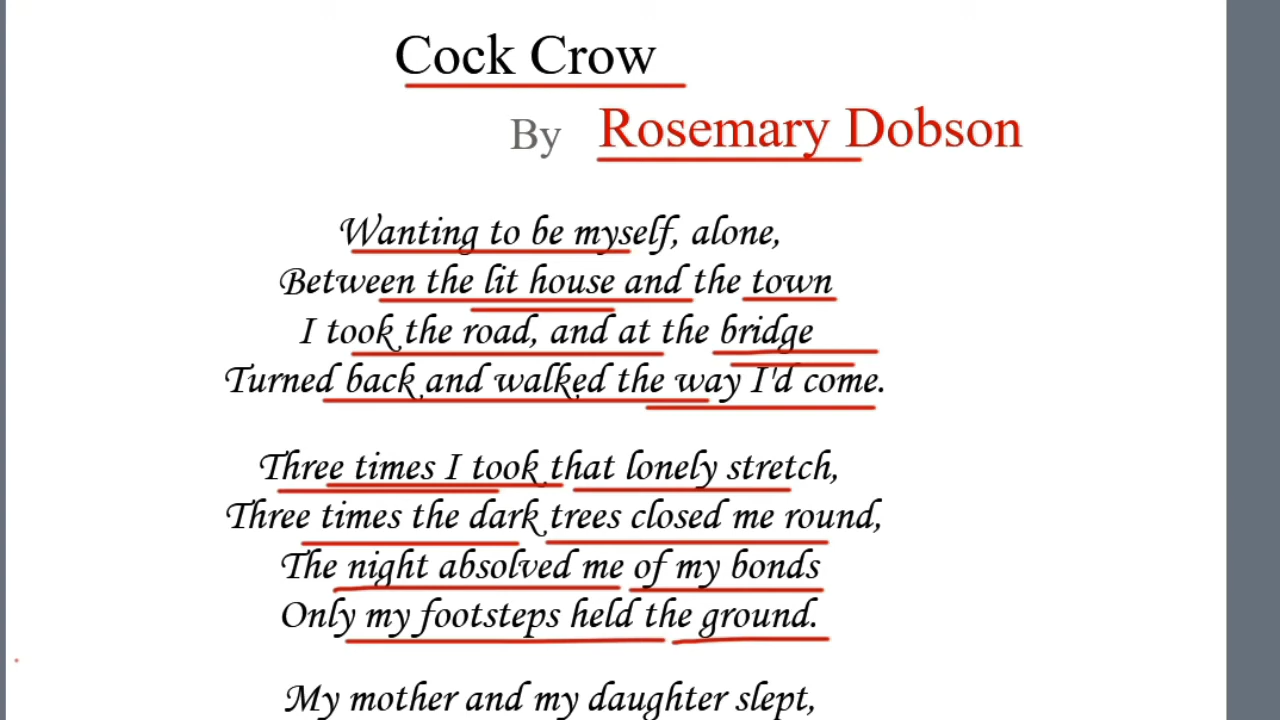 Cock Crow
By Rosemary Dobson
Wanting to be myself, alone,
Between the lit house and the town
I took the road, and at the bridge
Turned back and walked the way I'd come.
Three times I took that lonely stretch,
Three times the dark trees closed me round,
The night absolved me of my bonds
Only my footsteps held the ground.
My mother and my daughter slept,